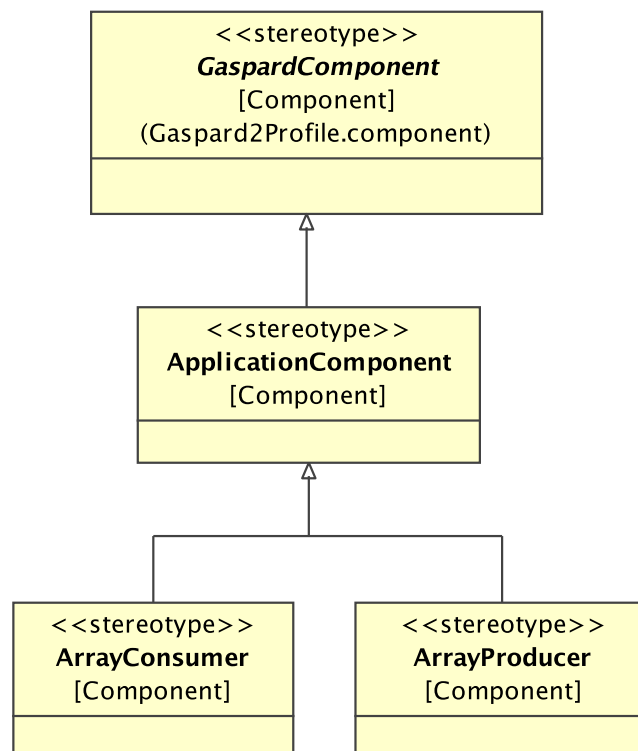 <<stereotype>>
GaspardComponent
[Component]
(Gaspard2Profile.component)
<<stereotype>>
ApplicationComponent
[Component]
<<stereotype>>
ArrayConsumer
[Component]
<<stereotype>>
ArrayProducer
[Component]